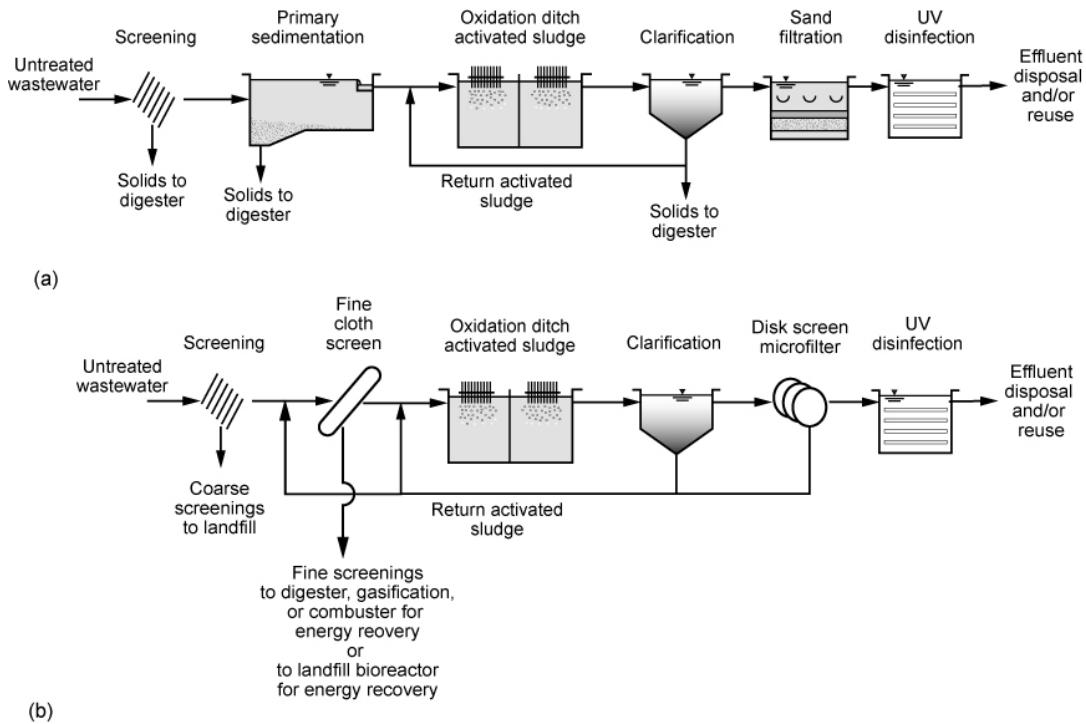 Screening
Primary
sedimentation
Oxidation ditch
activated sludge
Clarification
Sand
filtration
UV
disinfection
Untreated
wastewater
Effluent
disposal
and/or
reuse
Solids to
digester
Solids to
digester
Return activated
sludge
Solids to
digester
(a)
Screening
Fine
cloth
screen
Oxidation ditch
activated sludge
Clarification
Disk screen
microfilter
UV
disinfection
Untreated
wastewater
Effluent
disposal
and/or
reuse
Coarse
screenings
to landfill
Return activated
sludge
Fine screenings
to digester, gasification,
or combuster for
energy reovery
or
to landfill bioreactor
for energy recovery
(b)